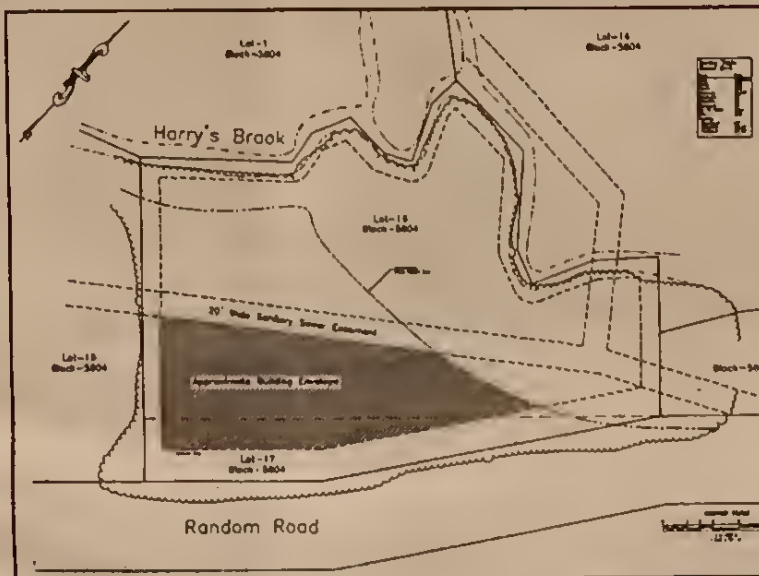 Lot-1
Block-5804
Lot-14
Block-5804
Harry's Brook
Lot-16
Block-5804
20' Wide Sanitary Sewer Easement
Lot-15
Block-5804
Approximate Building Envelope
Lot-17
Block-5804
Random Road